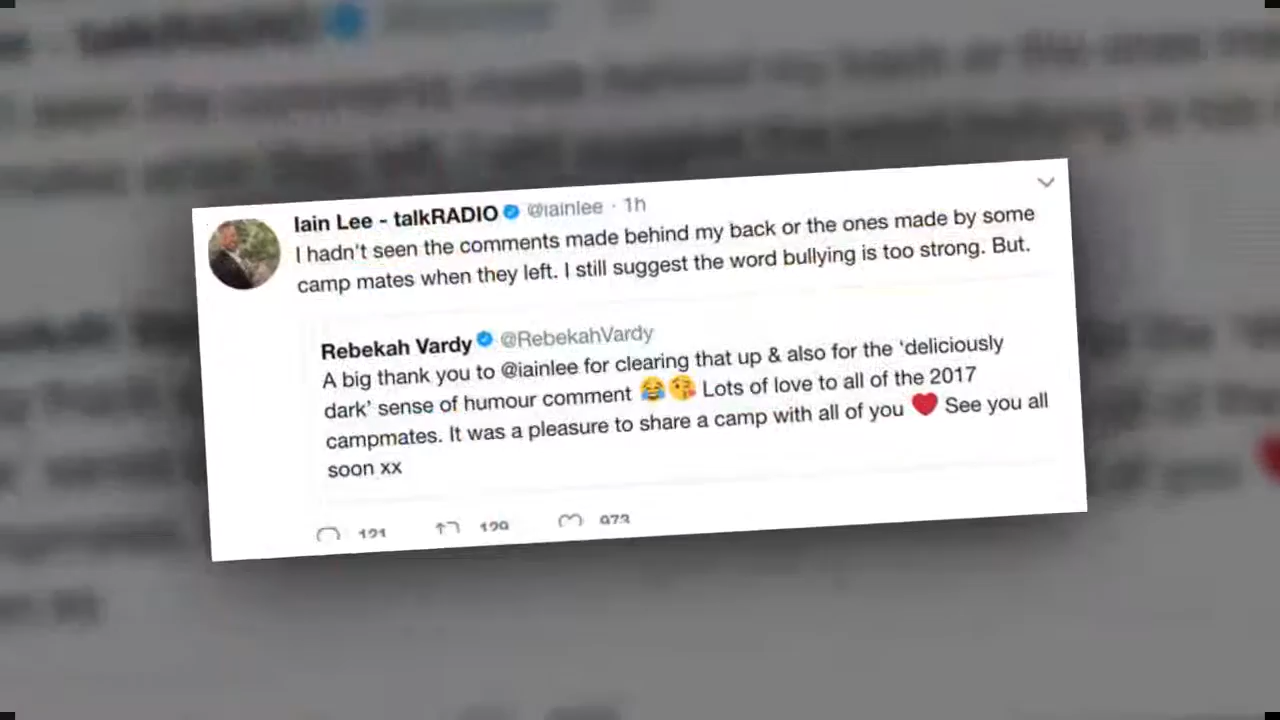 Iain Lee - talkRADIO @iainlee · 1h
I hadn't seen the comments made behind my back or the ones made by some
camp mates when they left. I still suggest the word bullying is too strong. But.
Rebekah Vardy @RebekahVardy
A big thank you to @iainlee for clearing that up & also for the ‘deliciously
dark’ sense of humour comment 😂😘 Lots of love to all of the 2017
campmates. It was a pleasure to share a camp with all of you ❤️ See you all
soon xx